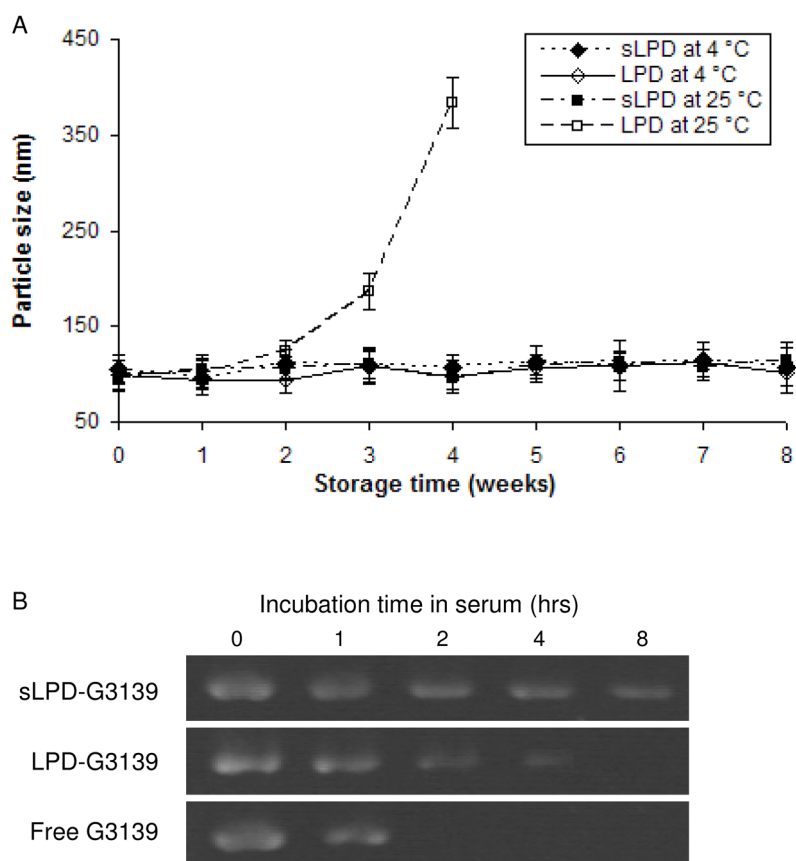 A
450
350
250
150
50
Particle size (nm)
sLPD at 4 °C
LPD at 4 °C
sLPD at 25 °C
LPD at 25 °C
0 1 2 3 4 5 6 7 8
Storage time (weeks)
B
Incubation time in serum (hrs)
0 1 2 4 8
sLPD-G3139
LPD-G3139
Free G3139